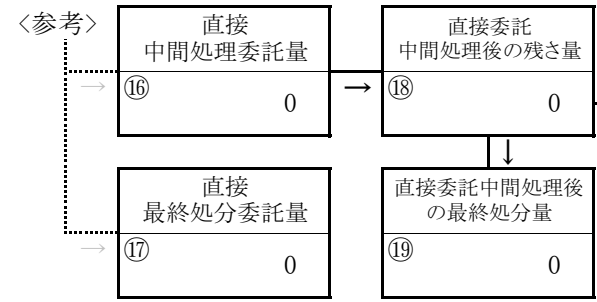 〈参考〉
直接
中間処理委託量
⑯
0
→
→
直接委託
中間処理後の残さ量
⑱
0
↓
直接
最終処分委託量
⑰
0
→
直接委託中間処理後
の最終処分量
⑲
0